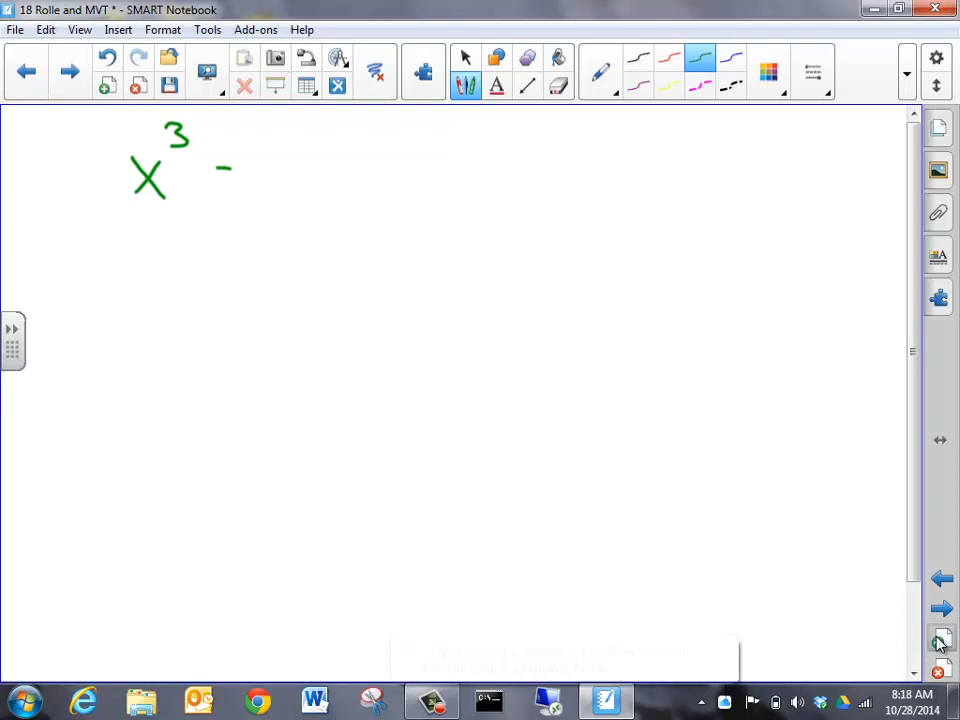 18 Rolle and MVT * - SMART Notebook
File Edit View Insert Format Tools Add-ons Help
x³ -
8:18 AM
10/28/2014